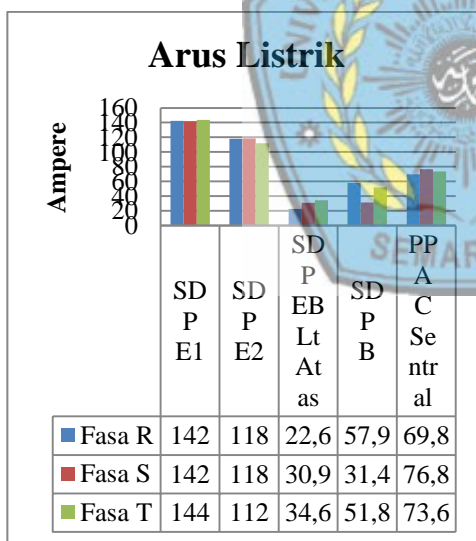 Arus Listrik
Ampere
160
140
120
100
80
60
40
20
0
SD
P
E1
SD
P
E2
SD
P
EB
Lt
At
as
SD
P
B
PP
A
C
Se
ntr
al
Fasa R 142 118 22,6 57,9 69,8
Fasa S 142 118 30,9 31,4 76,8
Fasa T 144 112 34,6 51,8 73,6
UNIV
SEMAR